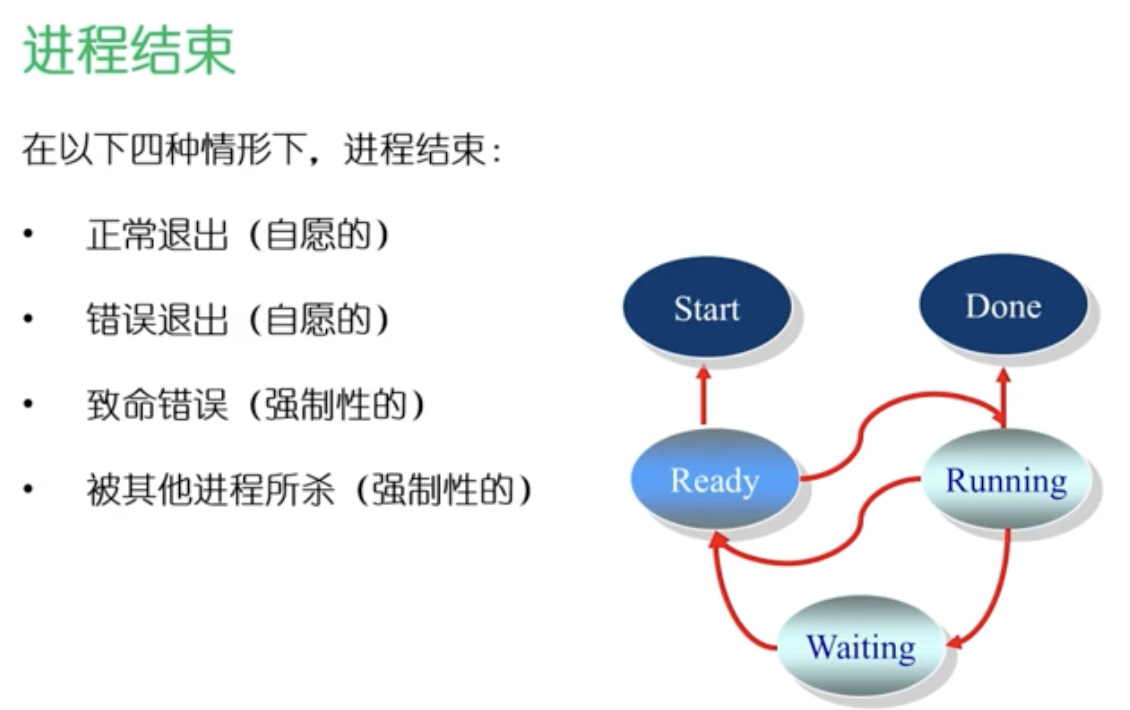 进程结束
在以下四种情形下，进程结束：
• 正常退出（自愿的）
• 错误退出（自愿的）
• 致命错误（强制性的）
• 被其他进程所杀（强制性的）
Start
Done
Ready
Running
Waiting